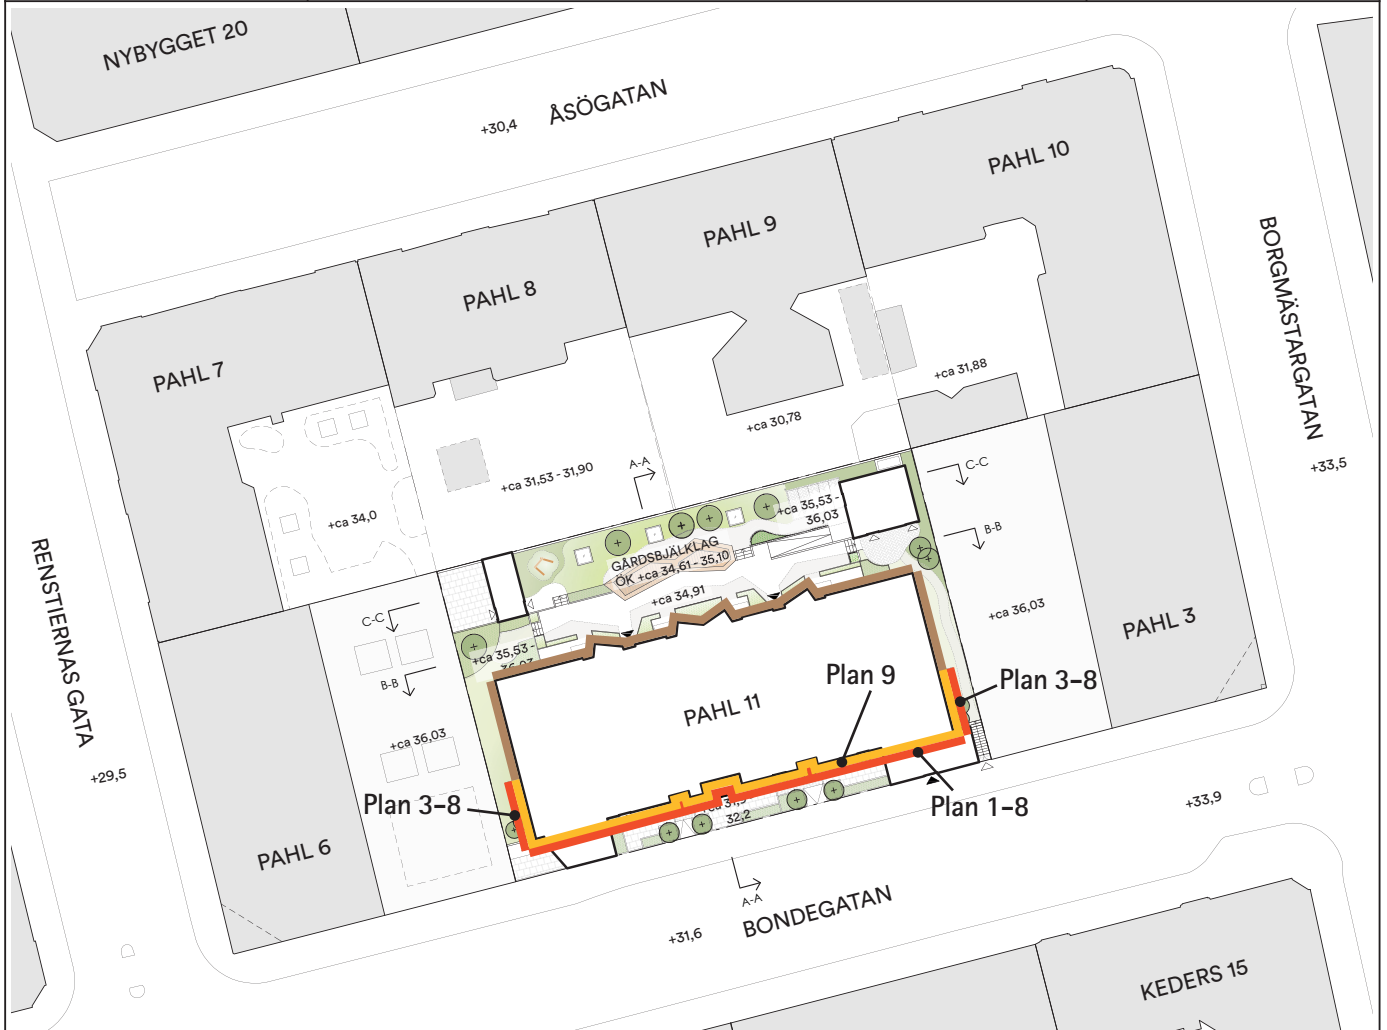 NYBYGGET 20
+30,4
ÅSÖGATAN
PAHL 10
PAHL 9
PAHL 8
PAHL 7
BORGMÄSTARGATAN
+ca 31,88
+ca 30,78
+33,5
A-A
+ca 31,53 - 31,90
C-C
+ca 34,0
+ca 35,53 -
36,03
B-B
GÅRDSBJÄLKLAG
ÖK +ca 34,61 - 35,10
+ca 34,91
+ca 36,03
PAHL 3
RENSTIERNAS GATA
C-C
+ca 35,53 -
36,03
B-B
Plan 9
Plan 3–8
PAHL 11
+ca 36,03
+29,5
Plan 3–8
Plan 1–8
+33,9
32,2
PAHL 6
A-A
BONDEGATAN
+31,6
KEDERS 15